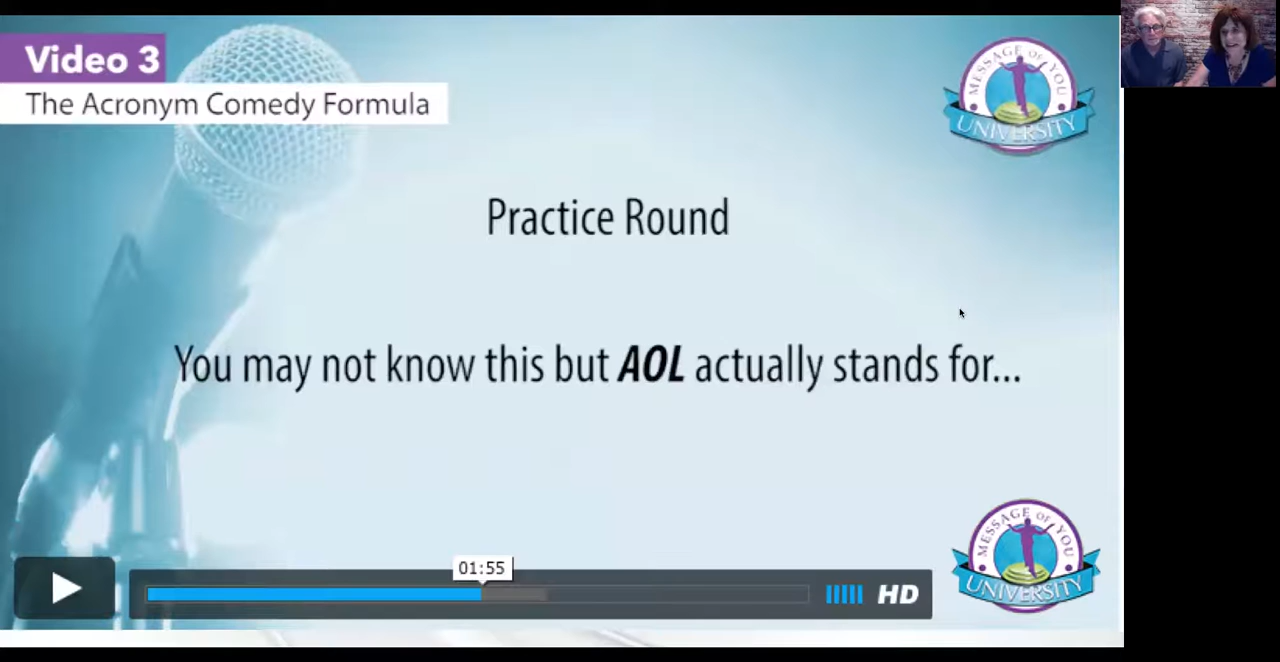 Video 3
The Acronym Comedy Formula
MESSAGE OF YOU
UNIVERSITY
Practice Round
You may not know this but AOL actually stands for...
MESSAGE OF YOU
UNIVERSITY
01:55
HD